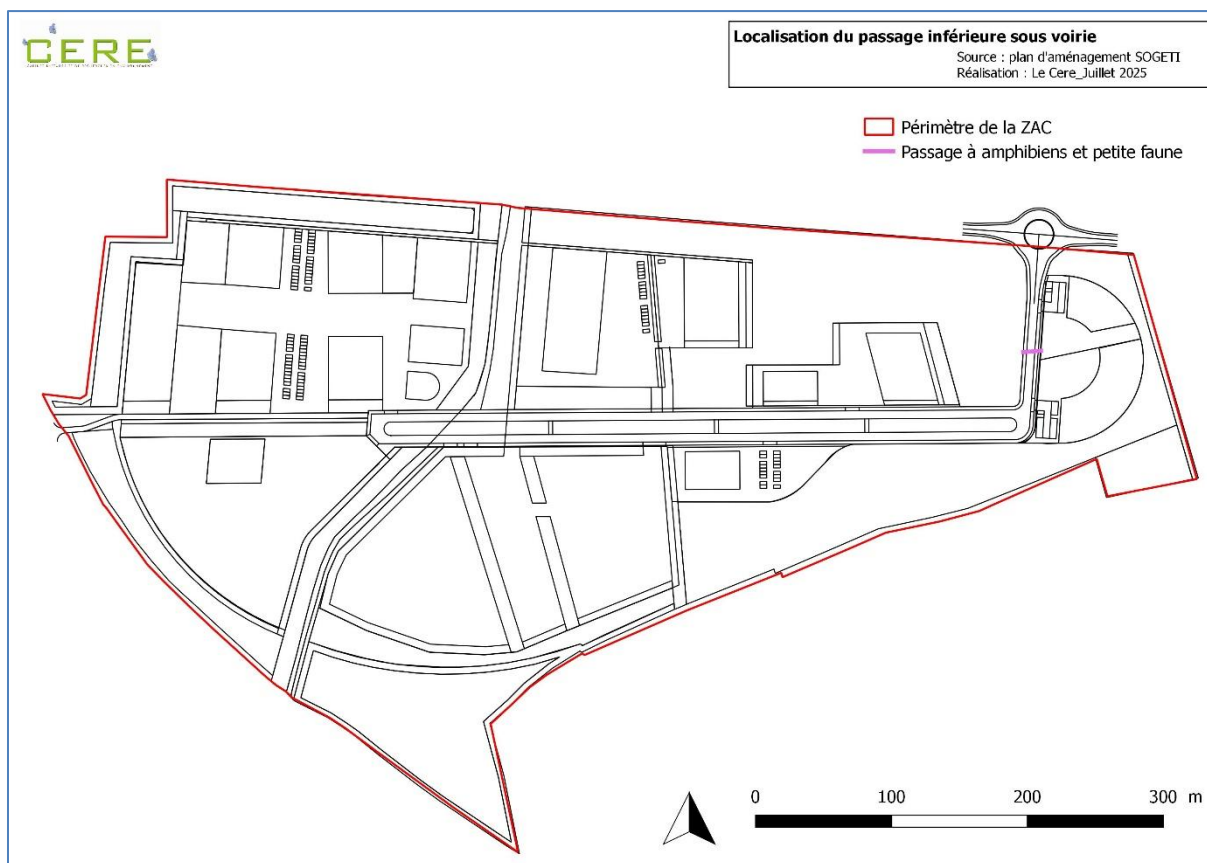 CERE
Localisation du passage inférieure sous voirie
Source : plan d'aménagement SOGETI
Réalisation : Le Cere_Juillet 2025
Périmètre de la ZAC
Passage à amphibiens et petite faune
0 100 200 300 m